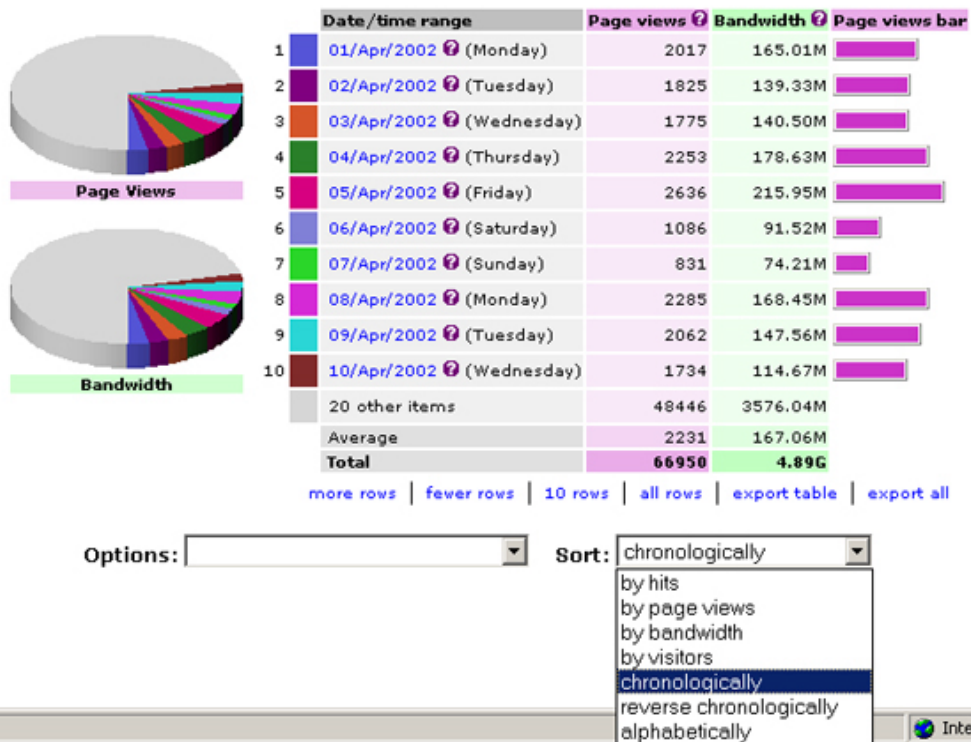 Date/time range Page views ? Bandwidth ? Page views bar
1 01/Apr/2002 ? (Monday) 2017 165.01M
2 02/Apr/2002 ? (Tuesday) 1825 139.33M
3 03/Apr/2002 ? (Wednesday) 1775 140.50M
4 04/Apr/2002 ? (Thursday) 2253 178.63M
5 05/Apr/2002 ? (Friday) 2636 215.95M
6 06/Apr/2002 ? (Saturday) 1086 91.52M
7 07/Apr/2002 ? (Sunday) 831 74.21M
8 08/Apr/2002 ? (Monday) 2285 168.45M
9 09/Apr/2002 ? (Tuesday) 2062 147.56M
10 10/Apr/2002 ? (Wednesday) 1734 114.67M
20 other items 48446 3576.04M
Average 2231 167.06M
Total 66950 4.89G
Page Views
Bandwidth
more rows | fewer rows | 10 rows | all rows | export table | export all
Options: Sort: chronologically
by hits
by page views
by bandwidth
by visitors
chronologically
reverse chronologically
alphabetically
Inte